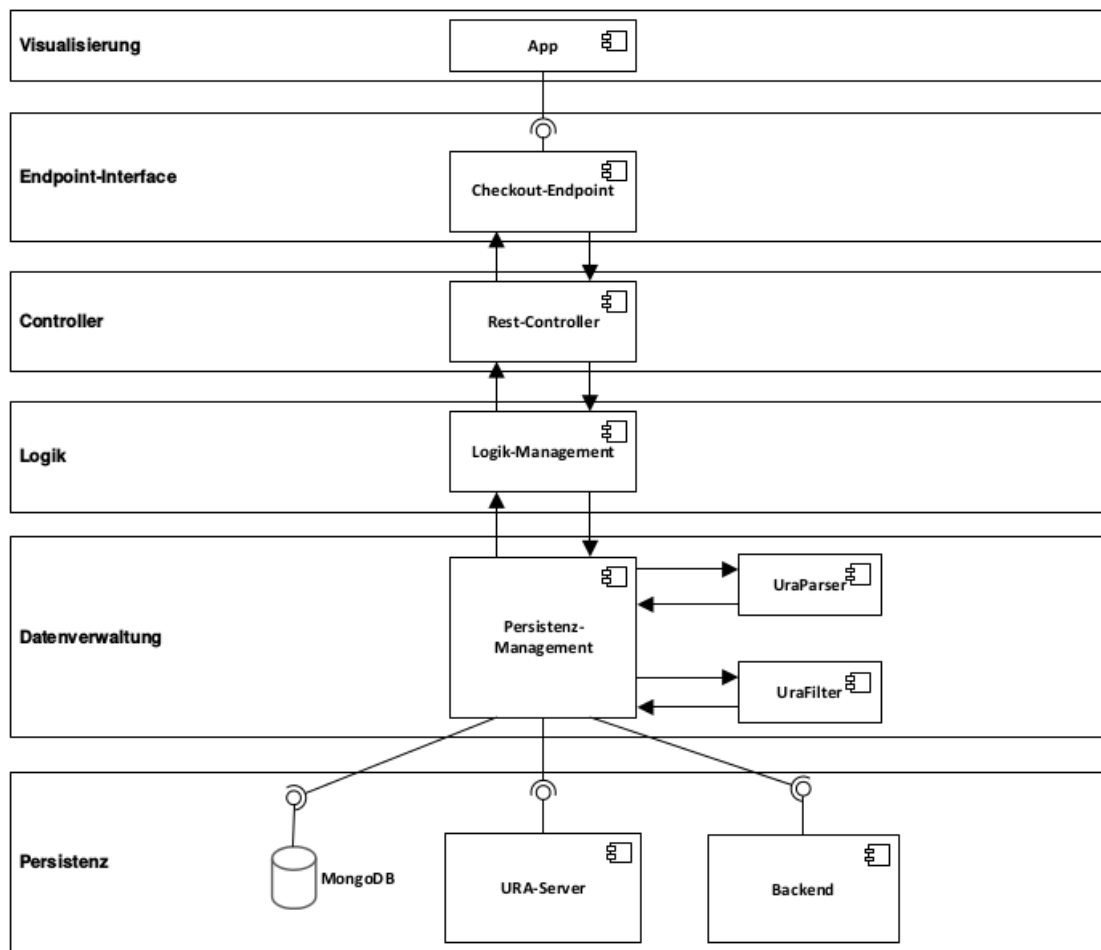 Visualisierung
App
Endpoint-Interface
Checkout-Endpoint
Controller
Rest-Controller
Logik
Logik-Management
Datenverwaltung
Persistenz-
Management
UraParser
UraFilter
Persistenz
MongoDB
URA-Server
Backend